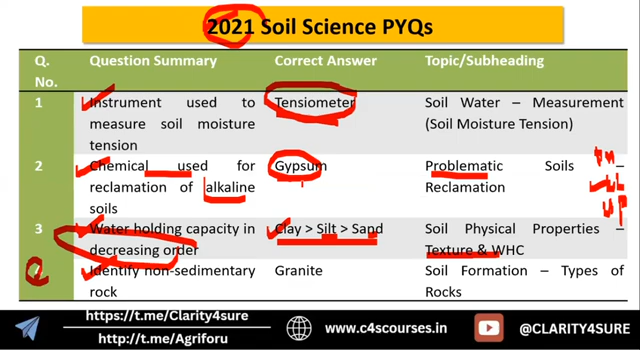 2021 Soil Science PYQs
Q. No. Question Summary Correct Answer Topic/Subheading
1 Instrument used to measure soil moisture tension Tensiometer Soil Water – Measurement (Soil Moisture Tension)
2 Chemical used for reclamation of alkaline soils Gypsum Problematic Soils – Reclamation
3 Water holding capacity in decreasing order Clay > Silt > Sand Soil Physical Properties – Texture & WHC
Identify non-sedimentary rock Granite Soil Formation – Types of Rocks
https://t.me/Clarity4sure
http://t.me/Agriforu
www.c4scourses.in
@CLARITY4SURE